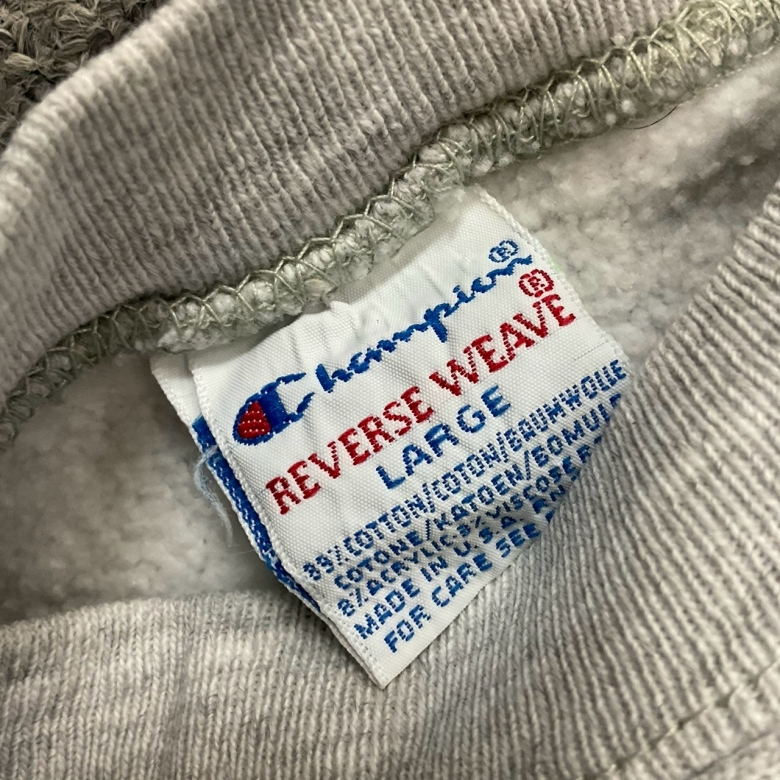 Champion®
REVERSE WEAVE®
LARGE
89% COTTON/COTON/BAUMWOLLE
COTONE/KATOEN/BOMUL
8% ACRYLIC 3% VISCOSE
MADE IN U.S.A.
FOR CARE SEE